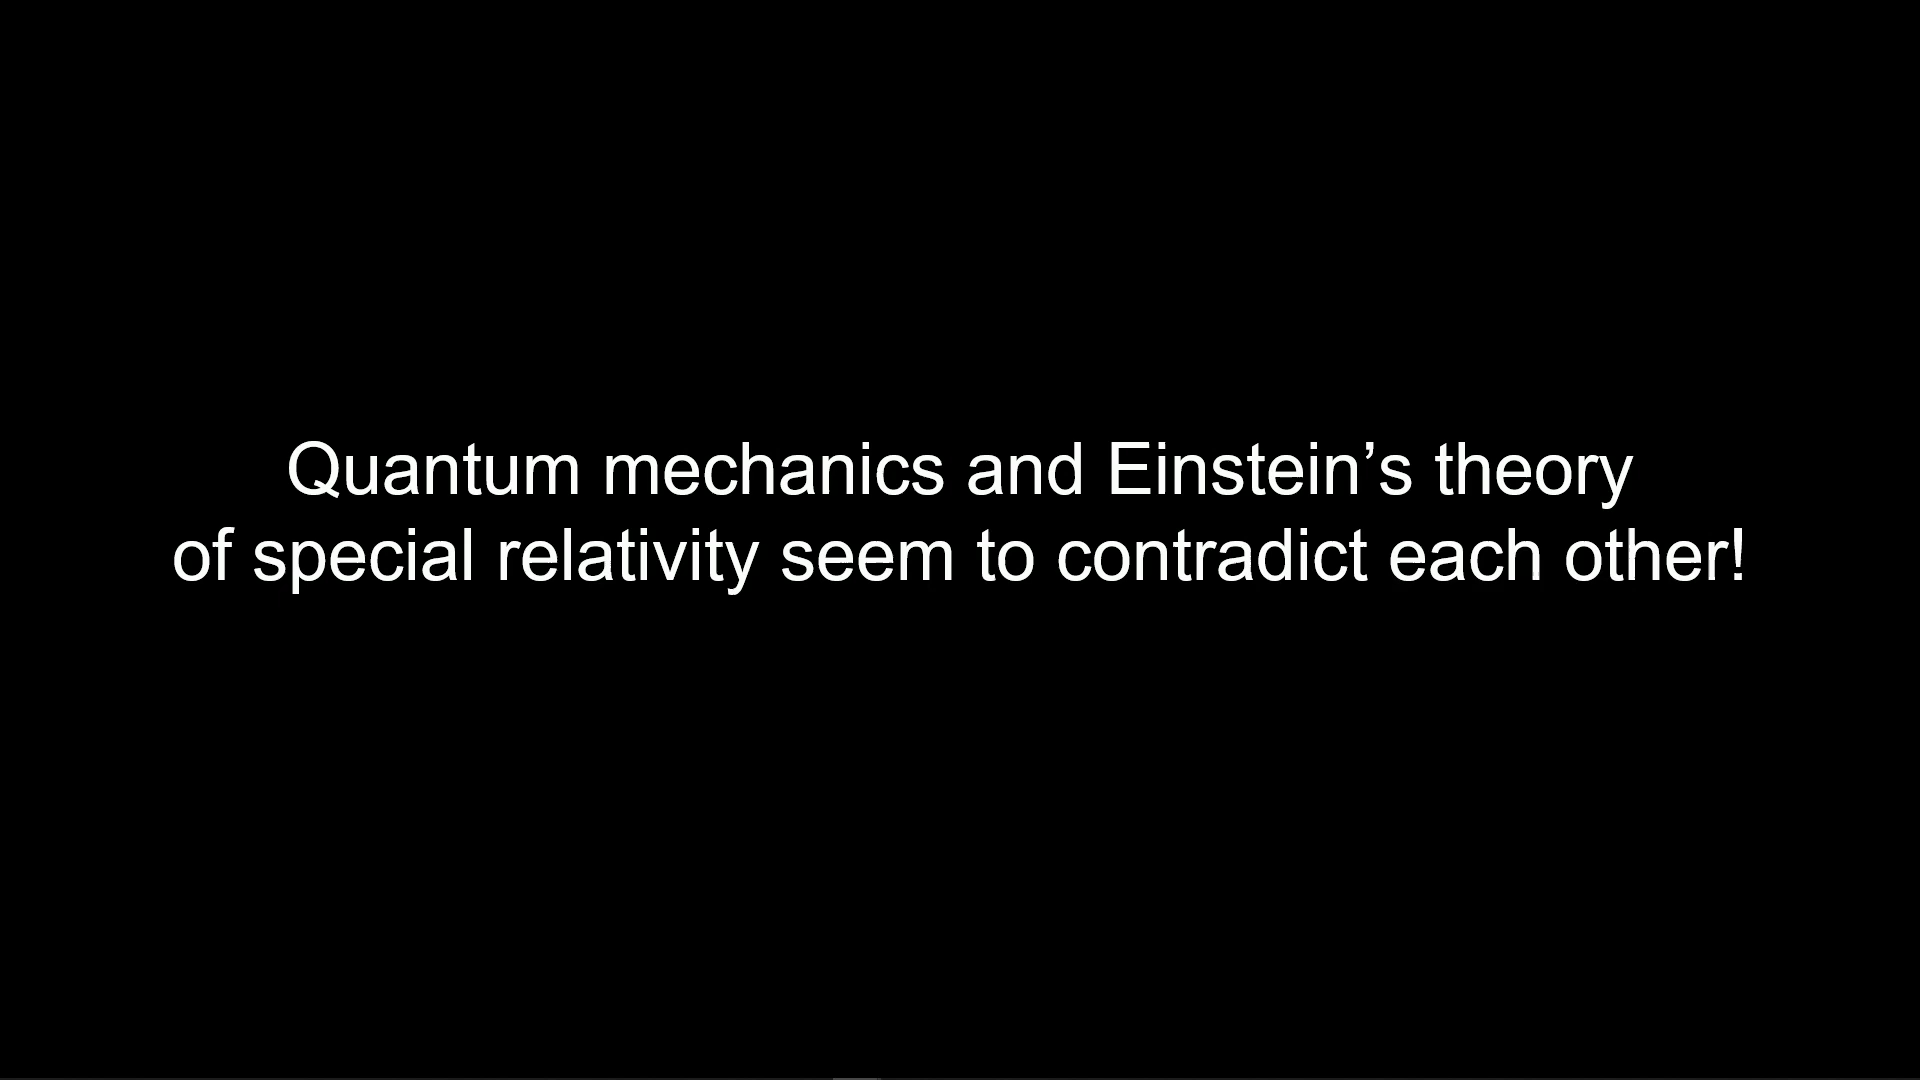 Quantum mechanics and Einstein’s theory
of special relativity seem to contradict each other!